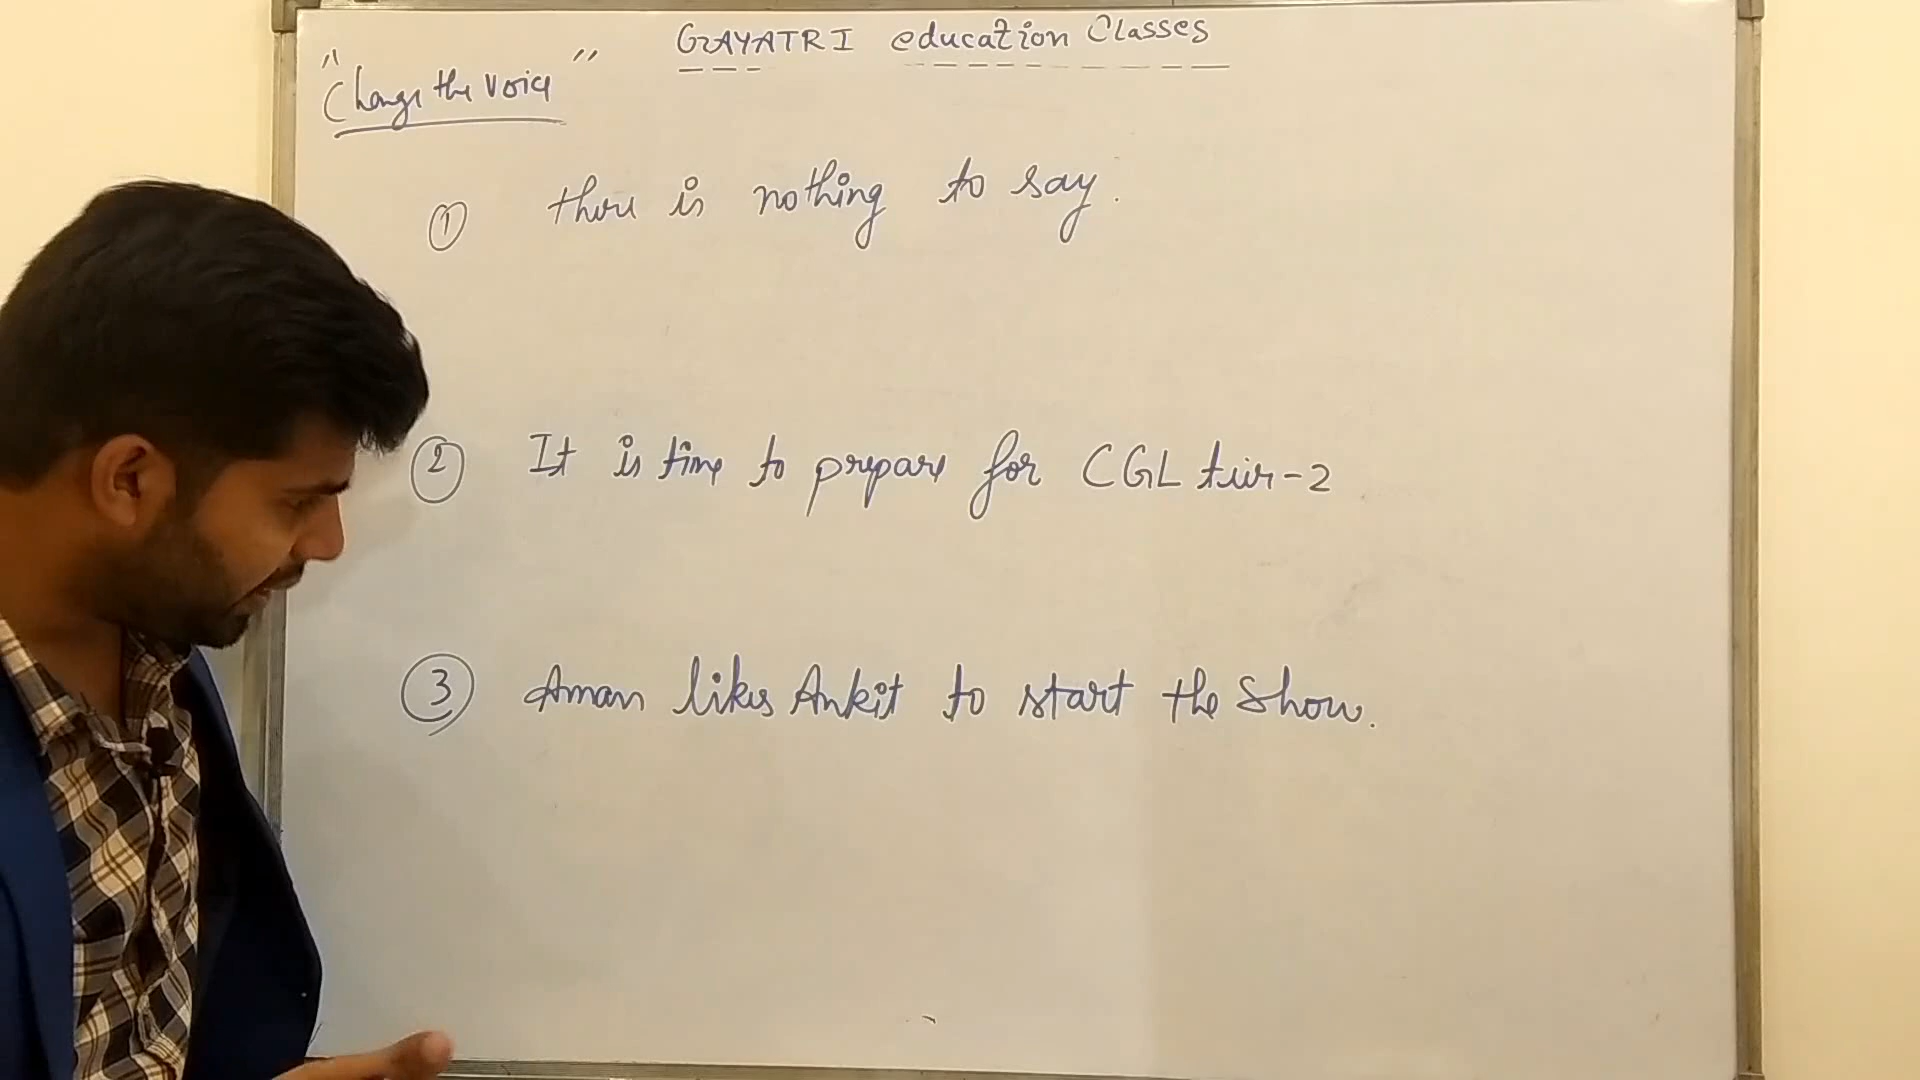 GRAYATRI education Classes
"Change the voice"
① there is nothing to say.
② It is time to prepare for CGL tier-2
③ Aman likes Ankit to start the Show.